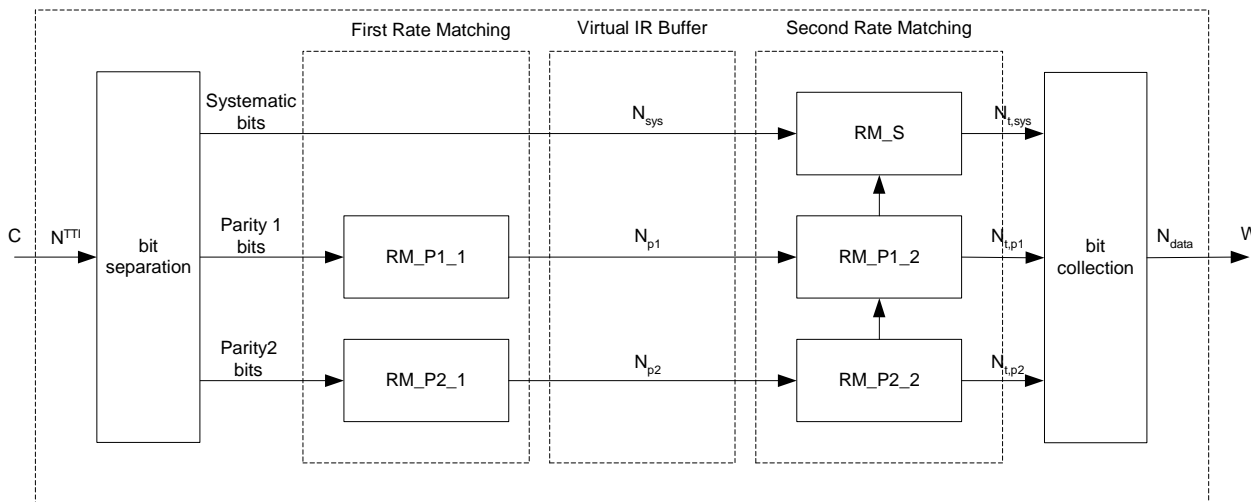 First Rate Matching
Virtual IR Buffer
Second Rate Matching
Systematic
bits
N_sys
RM_S
N_t,sys
C
N^TTI
bit
separation
Parity 1
bits
RM_P1_1
N_p1
RM_P1_2
N_t,p1
bit
collection
N_data
W
Parity2
bits
RM_P2_1
N_p2
RM_P2_2
N_t,p2